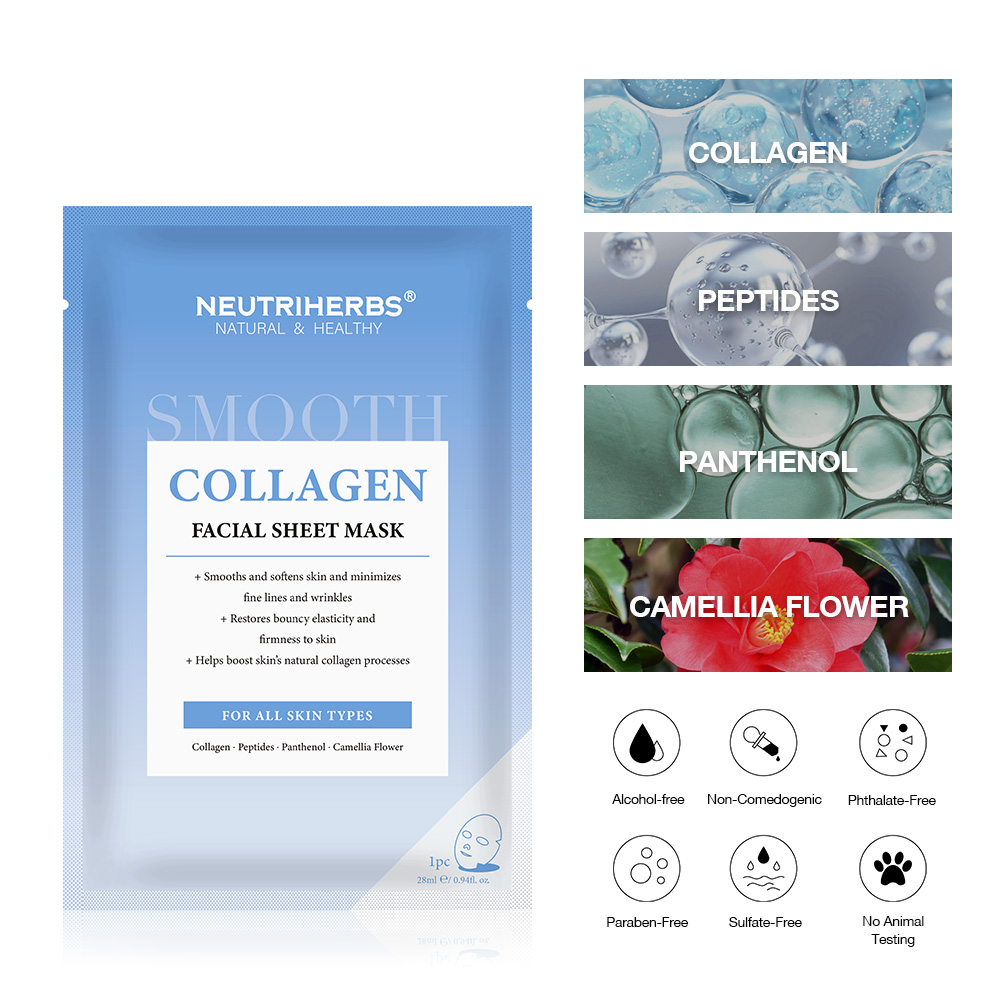 NEUTRIHERBS®
NATURAL & HEALTHY
SMOOTH
COLLAGEN
FACIAL SHEET MASK
+ Smooths and softens skin and minimizes
fine lines and wrinkles
+ Restores bouncy elasticity and
firmness to skin
+ Helps boost skin's natural collagen processes
FOR ALL SKIN TYPES
Collagen · Peptides · Panthenol · Camellia Flower
1pc
28ml ℮/ 0.94fl. oz
COLLAGEN
PEPTIDES
PANTHENOL
CAMELLIA FLOWER
Alcohol-free
Non-Comedogenic
Phthalate-Free
Paraben-Free
Sulfate-Free
No Animal
Testing